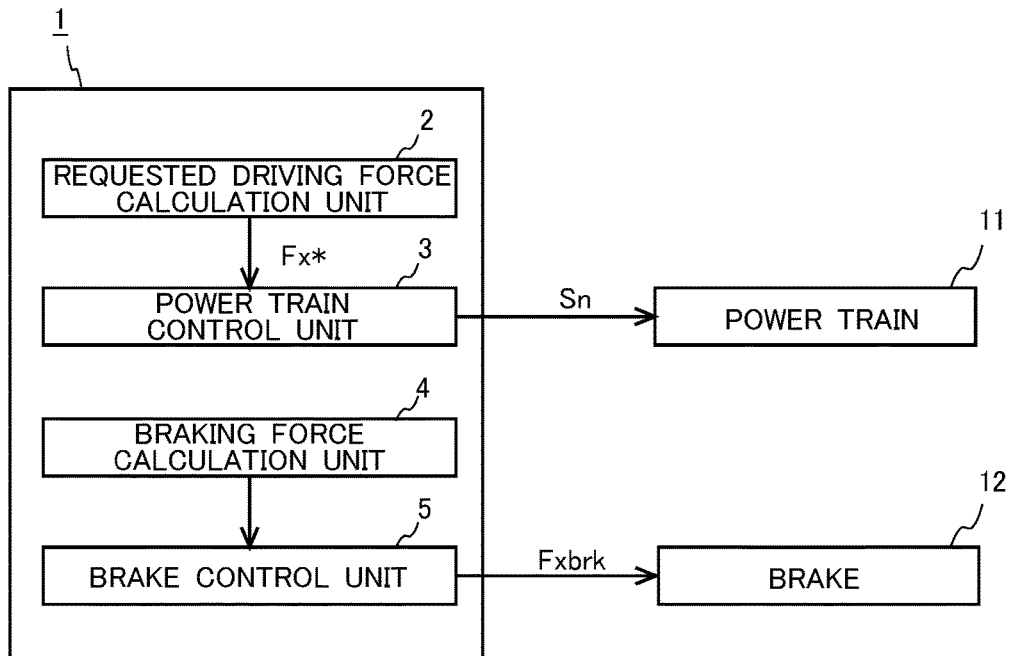 1
2
REQUESTED DRIVING FORCE
CALCULATION UNIT
Fx*
3
POWER TRAIN
CONTROL UNIT
Sn
11
POWER TRAIN
4
BRAKING FORCE
CALCULATION UNIT
5
BRAKE CONTROL UNIT
Fxbrk
12
BRAKE